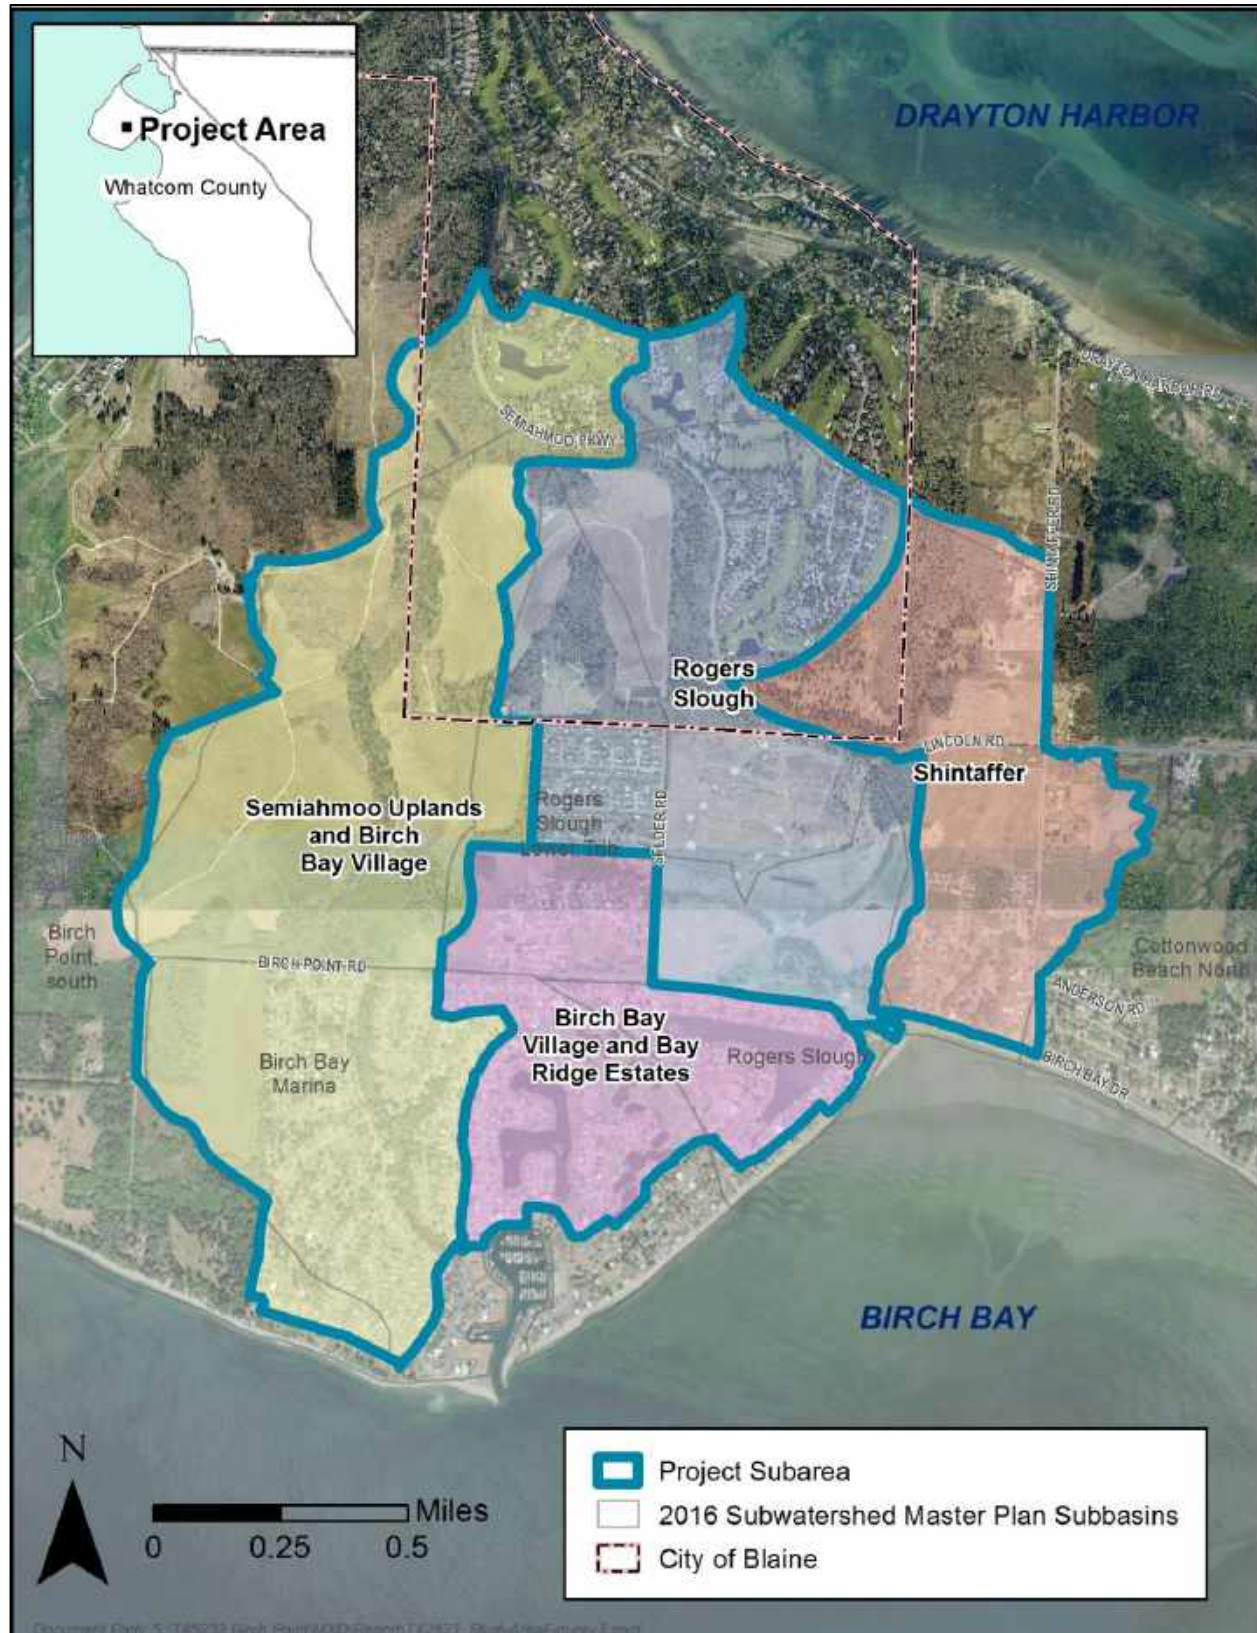 DRAYTON HARBOR
Project Area
Whatcom County
DRAYTON HARBOR RD
SEMIAHMOO PKWY
SHINTAFFER RD
Rogers
Slough
LINCOLN RD
Shintaffer
Semiahmoo Uplands
and Birch
Bay Village
Rogers
Slough
Lower Trib
SELDER RD
Birch
Point,
south
BIRCH POINT RD
Cottonwood
Beach North
ANDERSON RD
Birch Bay
Village and Bay
Ridge Estates
Rogers Slough
Birch Bay
Marina
BIRCH BAY DR
BIRCH BAY
N
Miles
0 0.25 0.5
Project Subarea
2016 Subwatershed Master Plan Subbasins
City of Blaine